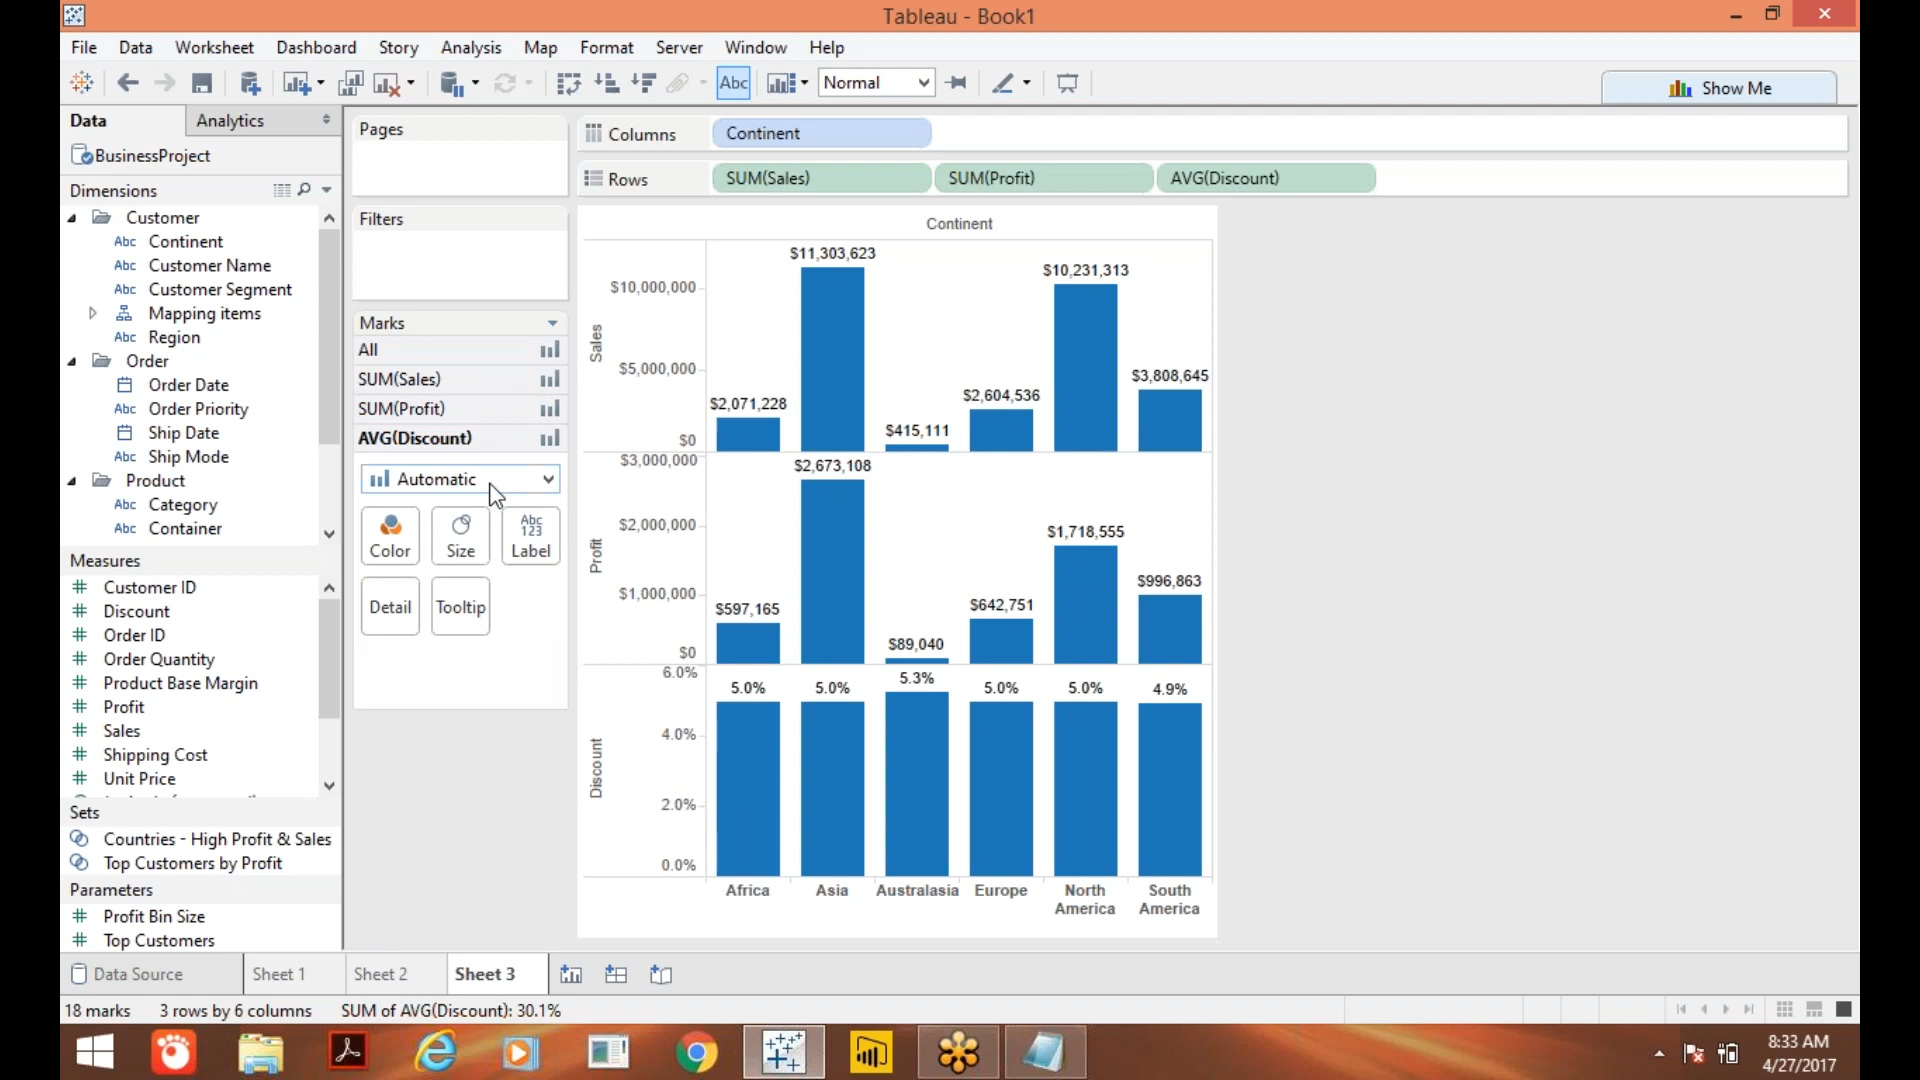 Tableau - Book1
File Data Worksheet Dashboard Story Analysis Map Format Server Window Help
Abc Normal Show Me
Data Analytics
BusinessProject
Dimensions
Customer
Abc Continent
Abc Customer Name
Abc Customer Segment
Mapping items
Abc Region
Order
Order Date
Abc Order Priority
Ship Date
Abc Ship Mode
Product
Abc Category
Abc Container
Measures
Customer ID
Discount
Order ID
Order Quantity
Product Base Margin
Profit
Sales
Shipping Cost
Unit Price
Sets
Countries - High Profit & Sales
Top Customers by Profit
Parameters
Profit Bin Size
Top Customers
Pages
Filters
Marks
All
SUM(Sales)
SUM(Profit)
AVG(Discount)
Automatic
Color Size Abc 123 Label
Detail Tooltip
Columns Continent
Rows SUM(Sales) SUM(Profit) AVG(Discount)
Continent
Sales
$10,000,000
$5,000,000
$0
$2,071,228 $11,303,623 $415,111 $2,604,536 $10,231,313 $3,808,645
Profit
$3,000,000
$2,000,000
$1,000,000
$0
$597,165 $2,673,108 $89,040 $642,751 $1,718,555 $996,863
Discount
6.0%
4.0%
2.0%
0.0%
5.0% 5.0% 5.3% 5.0% 5.0% 4.9%
Africa Asia Australasia Europe North America South America
Data Source Sheet 1 Sheet 2 Sheet 3
18 marks 3 rows by 6 columns SUM of AVG(Discount): 30.1%
8:33 AM
4/27/2017